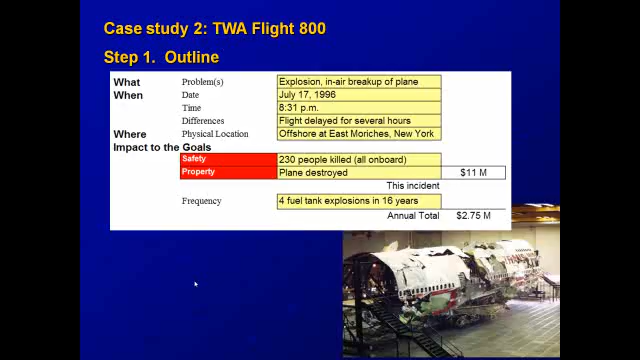 Case study 2: TWA Flight 800
Step 1. Outline
What Problem(s) Explosion, in-air breakup of plane
When Date July 17, 1996
Time 8:31 p.m.
Differences Flight delayed for several hours
Where Physical Location Offshore at East Moriches, New York
Impact to the Goals
Safety 230 people killed (all onboard)
Property Plane destroyed $11 M
This incident
Frequency 4 fuel tank explosions in 16 years
Annual Total $2.75 M